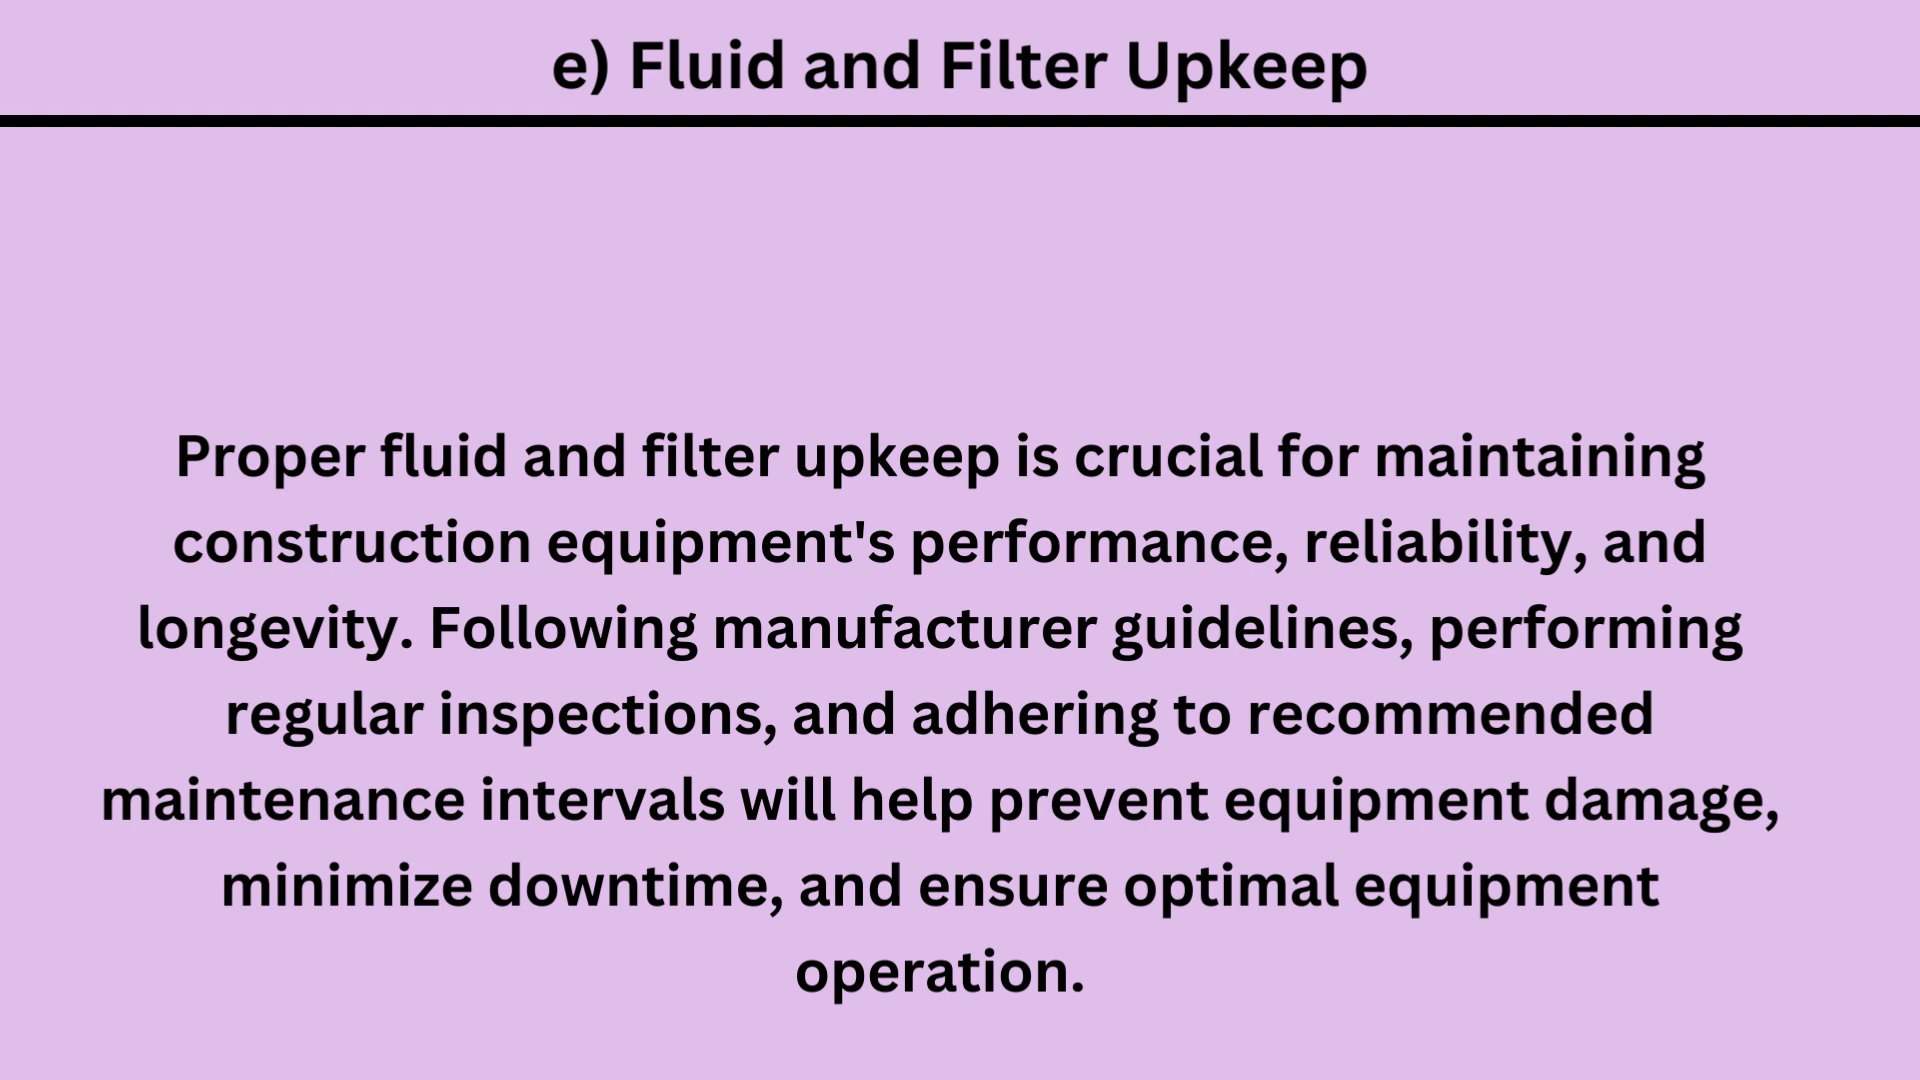 e) Fluid and Filter Upkeep
Proper fluid and filter upkeep is crucial for maintaining
construction equipment's performance, reliability, and
longevity. Following manufacturer guidelines, performing
regular inspections, and adhering to recommended
maintenance intervals will help prevent equipment damage,
minimize downtime, and ensure optimal equipment
operation.